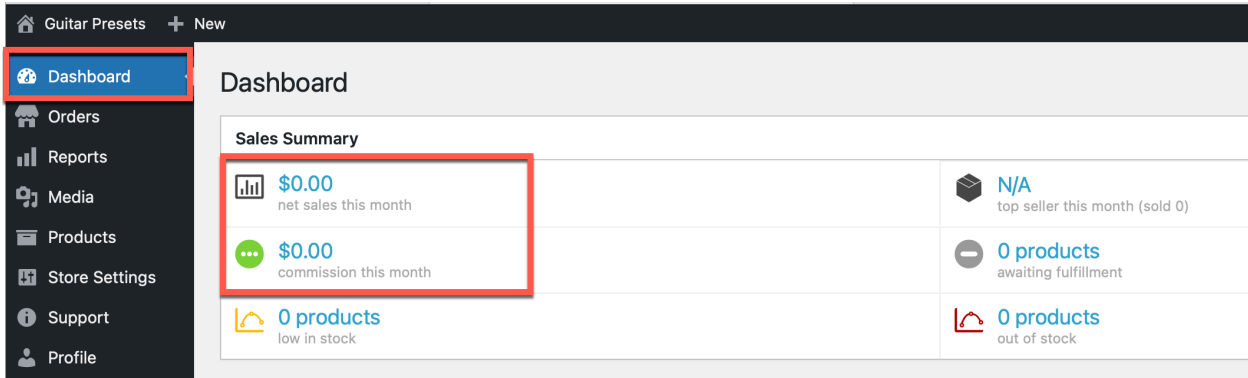 Guitar Presets New
Dashboard
Orders
Reports
Media
Products
Store Settings
Support
Profile
Dashboard
Sales Summary
$0.00
net sales this month
N/A
top seller this month (sold 0)
$0.00
commission this month
0 products
awaiting fulfillment
0 products
low in stock
0 products
out of stock